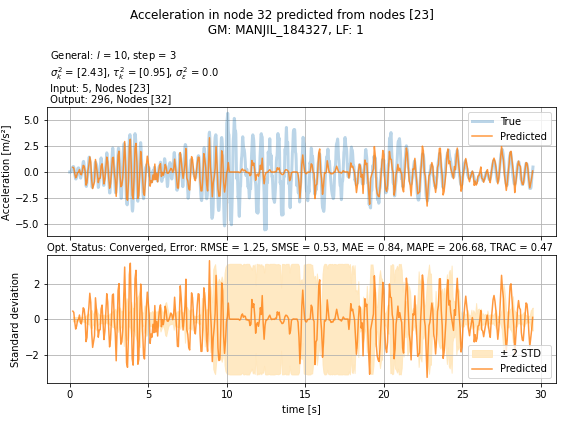 Acceleration in node 32 predicted from nodes [23]
GM: MANJIL_184327, LF: 1
General: l = 10, step = 3
σ²ₖ = [2.43], τ²ₖ = [0.95], σ²ε = 0.0
Input: 5, Nodes [23]
Output: 296, Nodes [32]
Acceleration [m/s²]
5.0
2.5
0.0
−2.5
−5.0
True
Predicted
Opt. Status: Converged, Error: RMSE = 1.25, SMSE = 0.53, MAE = 0.84, MAPE = 206.68, TRAC = 0.47
Standard deviation
2
0
−2
± 2 STD
Predicted
0
5
10
15
20
25
30
time [s]